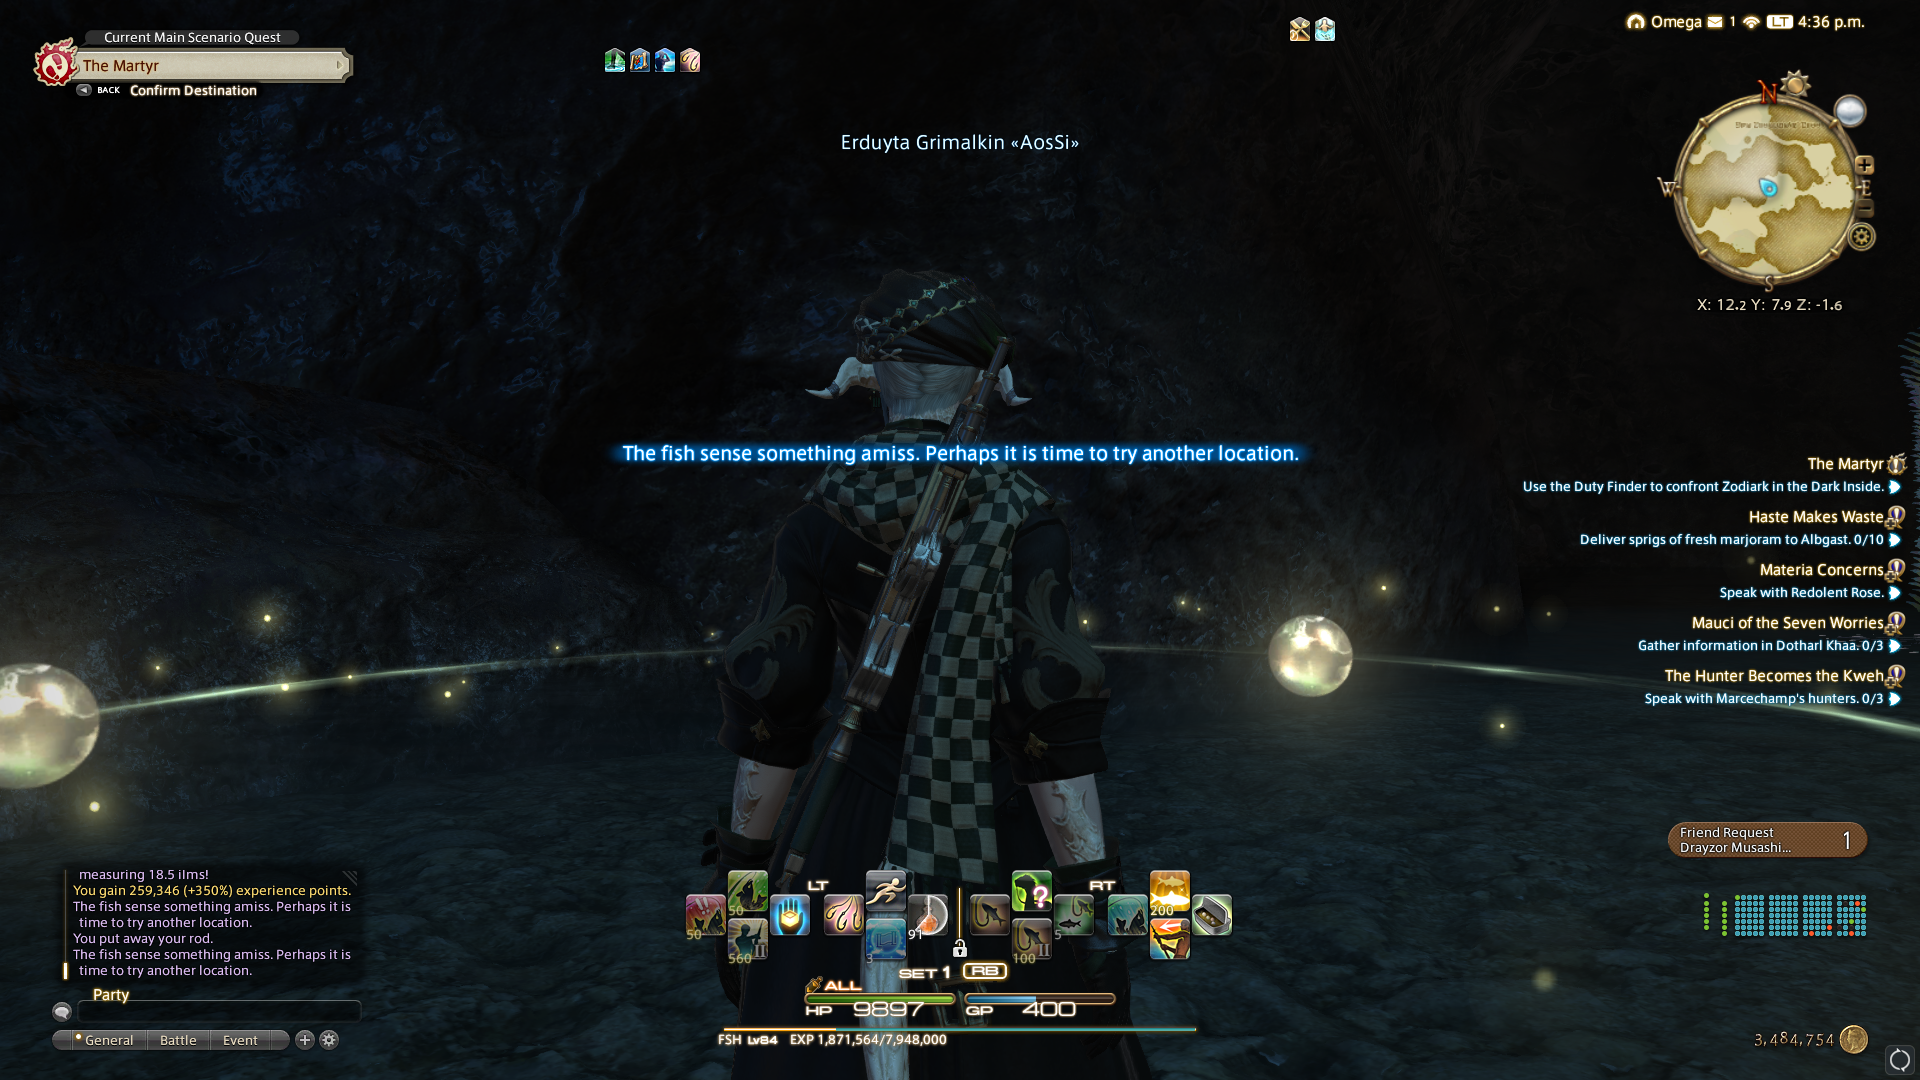 Current Main Scenario Quest
The Martyr
BACK Confirm Destination
Omega 1 LT 4:36 p.m.
Erduyta Grimalkin «AosSi»
N
W
E
S
X: 12.2 Y: 7.9 Z: -1.6
The fish sense something amiss. Perhaps it is time to try another location.
The Martyr
Use the Duty Finder to confront Zodiark in the Dark Inside.
Haste Makes Waste
Deliver sprigs of fresh marjoram to Albgast. 0/10
Materia Concerns
Speak with Redolent Rose.
Mauci of the Seven Worries
Gather information in Dotharl Khaa. 0/3
The Hunter Becomes the Kweh
Speak with Marcechamp's hunters. 0/3
Friend Request
Drayzor Musashi...
1
measuring 18.5 ilms!
You gain 259,346 (+350%) experience points.
The fish sense something amiss. Perhaps it is
time to try another location.
You put away your rod.
The fish sense something amiss. Perhaps it is
time to try another location.
Party
General Battle Event
LT
RT
50
50
560
II
3
91
100
II
5
200
SET 1 RB
ALL
HP 9897 GP 400
FSH Lv84 EXP 1,871,564/7,948,000
3,484,754